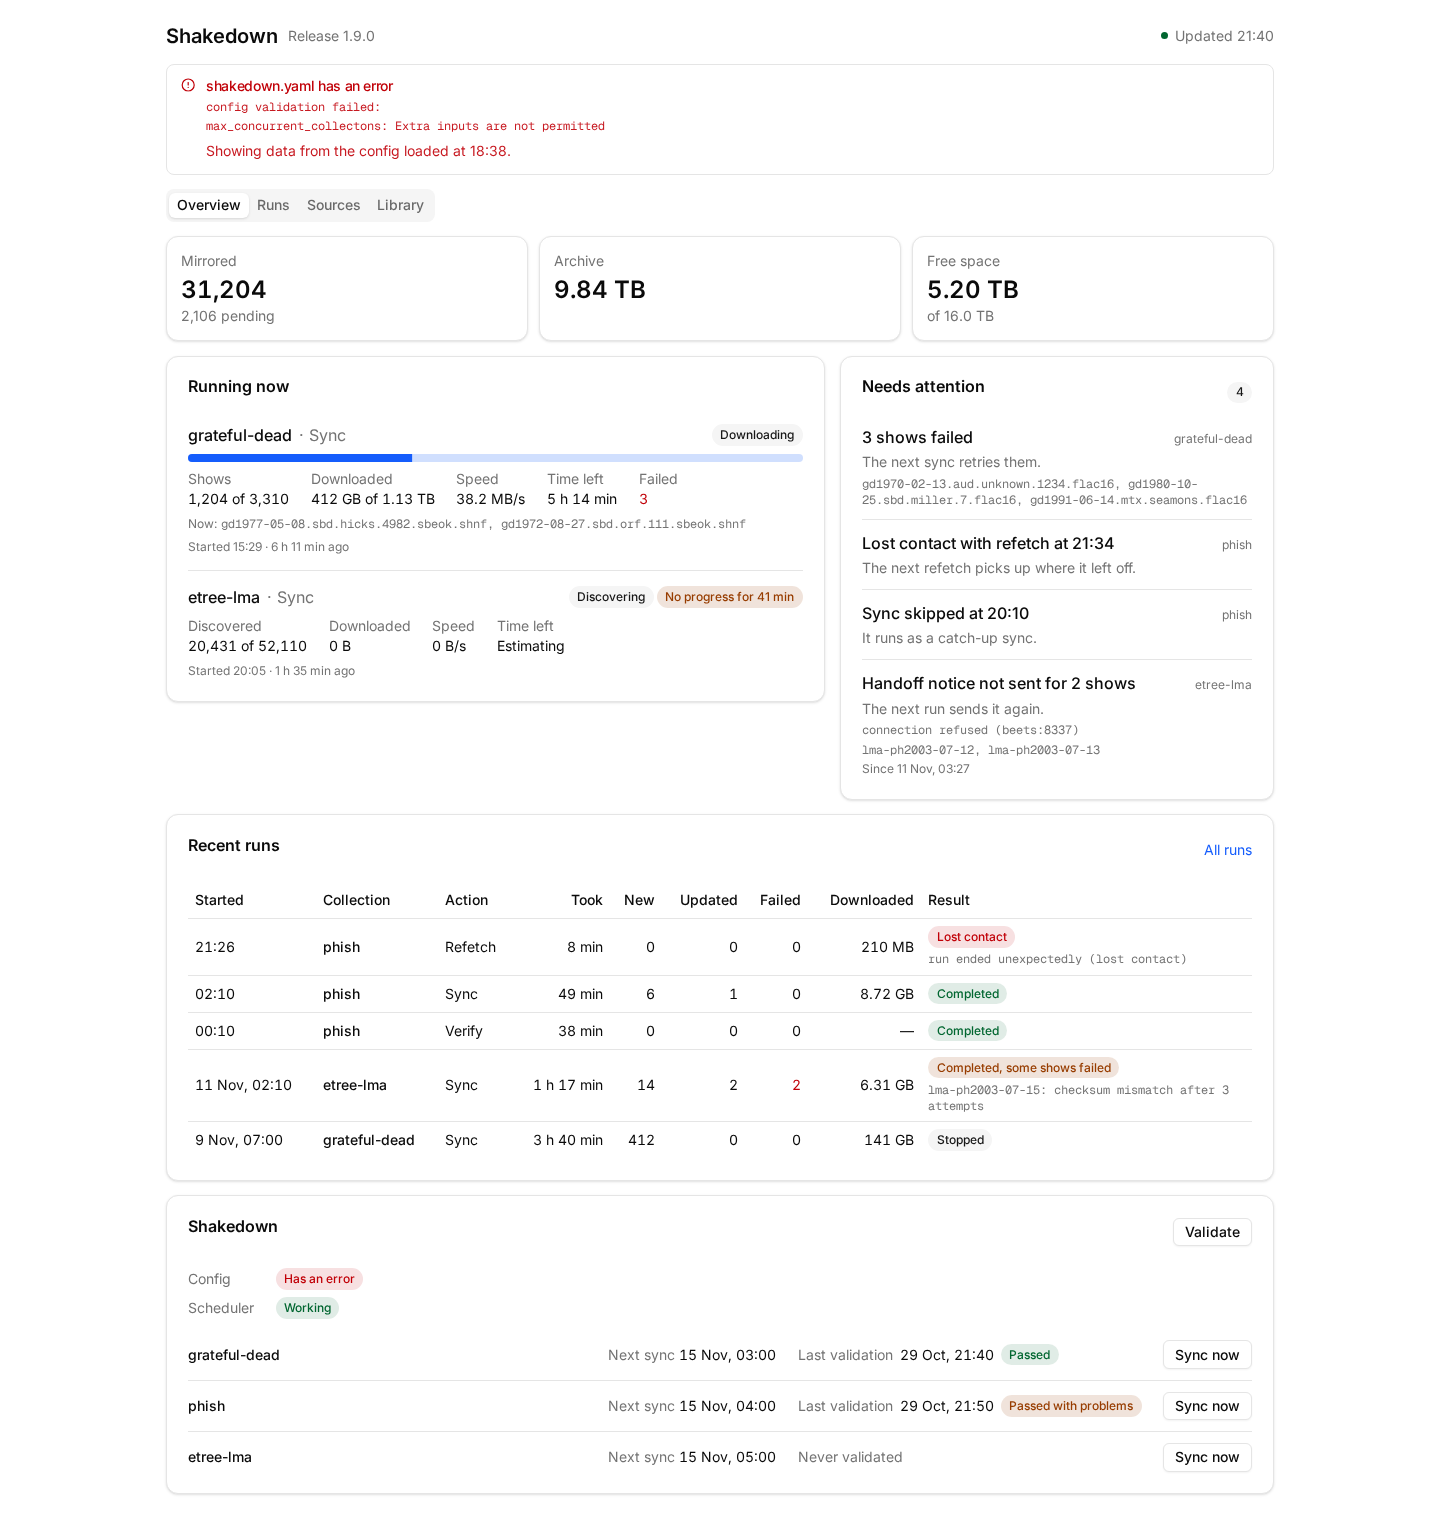 Shakedown Release 1.9.0
Updated 21:40
shakedown.yaml has an error
config validation failed:
max_concurrent_collectons: Extra inputs are not permitted
Showing data from the config loaded at 18:38.
Overview Runs Sources Library
Mirrored
31,204
2,106 pending
Archive
9.84 TB
Free space
5.20 TB
of 16.0 TB
Running now
grateful-dead · Sync
Downloading
Shows Downloaded Speed Time left Failed
1,204 of 3,310 412 GB of 1.13 TB 38.2 MB/s 5 h 14 min 3
Now: gd1977-05-08.sbd.hicks.4982.sbeok.shnf, gd1972-08-27.sbd.orf.111.sbeok.shnf
Started 15:29 · 6 h 11 min ago
etree-lma · Sync
Discovering No progress for 41 min
Discovered Downloaded Speed Time left
20,431 of 52,110 0 B 0 B/s Estimating
Started 20:05 · 1 h 35 min ago
Needs attention
4
3 shows failed
grateful-dead
The next sync retries them.
gd1970-02-13.aud.unknown.1234.flac16, gd1980-10-
25.sbd.miller.7.flac16, gd1991-06-14.mtx.seamons.flac16
Lost contact with refetch at 21:34
phish
The next refetch picks up where it left off.
Sync skipped at 20:10
phish
It runs as a catch-up sync.
Handoff notice not sent for 2 shows
etree-lma
The next run sends it again.
connection refused (beets:8337)
lma-ph2003-07-12, lma-ph2003-07-13
Since 11 Nov, 03:27
Recent runs
All runs
Started Collection Action Took New Updated Failed Downloaded Result
21:26 phish Refetch 8 min 0 0 0 210 MB Lost contact
run ended unexpectedly (lost contact)
02:10 phish Sync 49 min 6 1 0 8.72 GB Completed
00:10 phish Verify 38 min 0 0 0 — Completed
11 Nov, 02:10 etree-lma Sync 1 h 17 min 14 2 2 6.31 GB Completed, some shows failed
lma-ph2003-07-15: checksum mismatch after 3
attempts
9 Nov, 07:00 grateful-dead Sync 3 h 40 min 412 0 0 141 GB Stopped
Shakedown
Validate
Config Has an error
Scheduler Working
grateful-dead Next sync 15 Nov, 03:00 Last validation 29 Oct, 21:40 Passed Sync now
phish Next sync 15 Nov, 04:00 Last validation 29 Oct, 21:50 Passed with problems Sync now
etree-lma Next sync 15 Nov, 05:00 Never validated Sync now